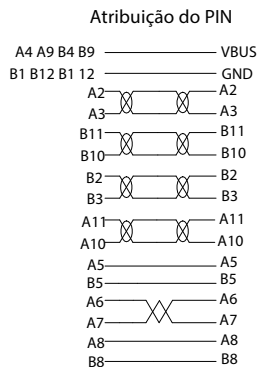 Atribuição do PIN
A4 A9 B4 B9 VBUS
B1 B12 B1 12 GND
A2 A2
A3 A3
B11 B11
B10 B10
B2 B2
B3 B3
A11 A11
A10 A10
A5 A5
B5 B5
A6 A6
A7 A7
A8 A8
B8 B8